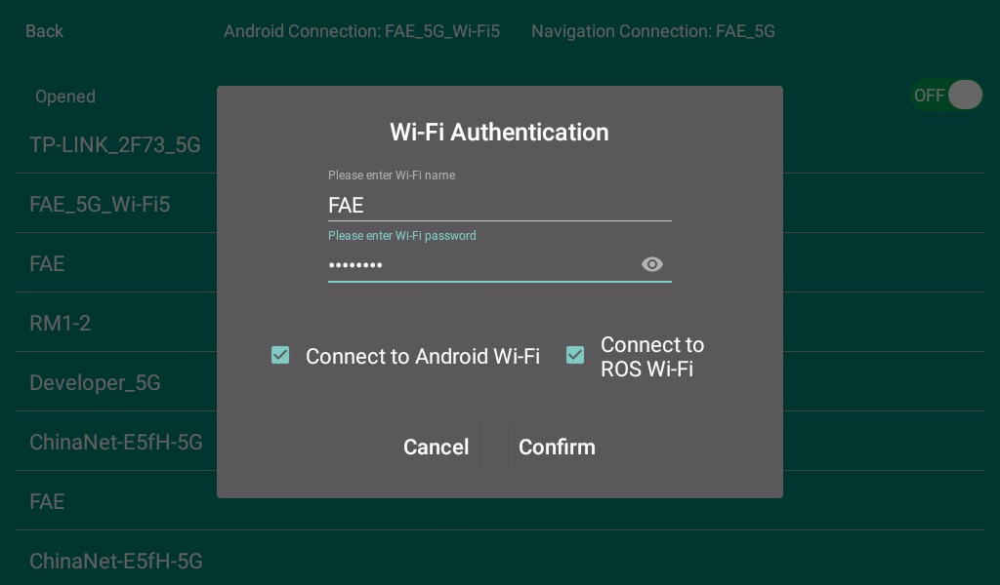 Back
Android Connection: FAE_5G_Wi-Fi5
Navigation Connection: FAE_5G
Opened
OFF
TP-LINK_2F73_5G
FAE_5G_Wi-Fi5
FAE
RM1-2
Developer_5G
ChinaNet-E5fH-5G
FAE
ChinaNet-E5fH-5G
Wi-Fi Authentication
Please enter Wi-Fi name
FAE
Please enter Wi-Fi password
••••••••
Connect to Android Wi-Fi
Connect to
ROS Wi-Fi
Cancel
Confirm